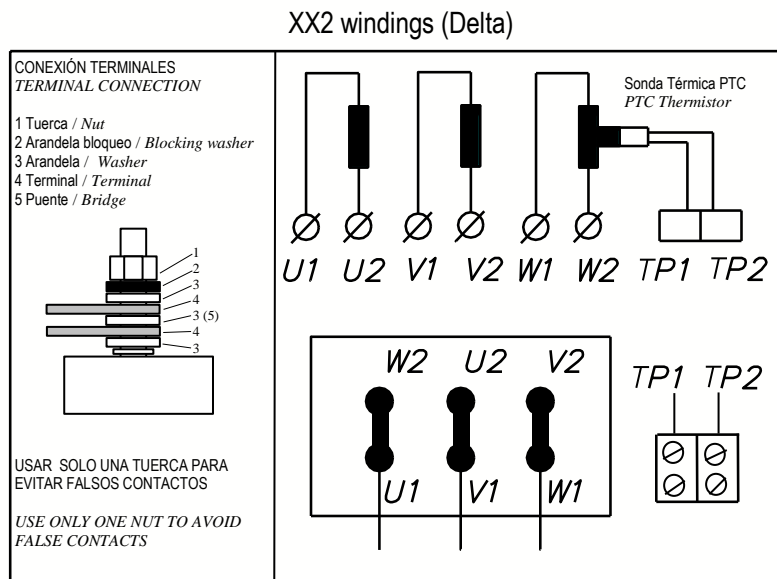 XX2 windings (Delta)
CONEXIÓN TERMINALES
TERMINAL CONNECTION
1 Tuerca / Nut
2 Arandela bloqueo / Blocking washer
3 Arandela / Washer
4 Terminal / Terminal
5 Puente / Bridge
1
2
3
4
3 (5)
4
3
USAR SOLO UNA TUERCA PARA
EVITAR FALSOS CONTACTOS
USE ONLY ONE NUT TO AVOID
FALSE CONTACTS
Sonda Térmica PTC
PTC Thermistor
U1 U2 V1 V2 W1 W2 TP1 TP2
W2 U2 V2
U1 V1 W1
TP1 TP2